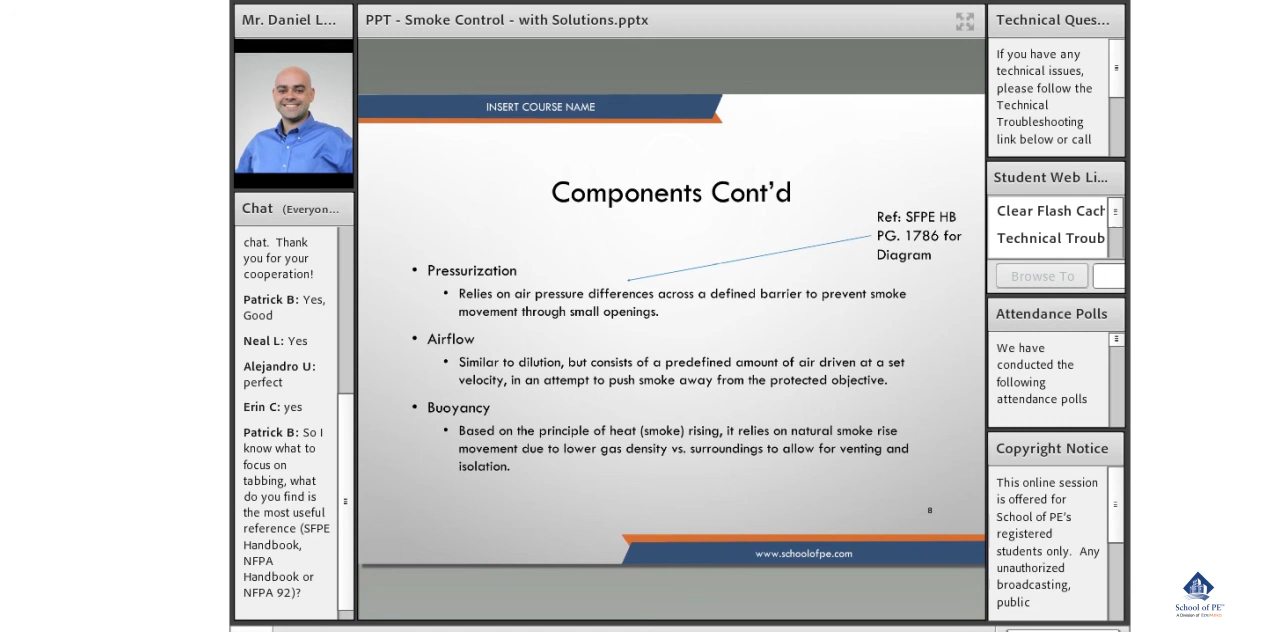 Mr. Daniel L...
Chat (Everyon...
chat. Thank
you for your
cooperation!
Patrick B: Yes,
Good
Neal L: Yes
Alejandro U:
perfect
Erin C: yes
Patrick B: So I
know what to
focus on
tabbing, what
do you find is
the most useful
reference (SFPE
Handbook,
NFPA
Handbook or
NFPA 92)?
PPT - Smoke Control - with Solutions.pptx
INSERT COURSE NAME
Components Cont'd
Ref: SFPE HB
PG. 1786 for
Diagram
• Pressurization
• Relies on air pressure differences across a defined barrier to prevent smoke
movement through small openings.
• Airflow
• Similar to dilution, but consists of a predefined amount of air driven at a set
velocity, in an attempt to push smoke away from the protected objective.
• Buoyancy
• Based on the principle of heat (smoke) rising, it relies on natural smoke rise
movement due to lower gas density vs. surroundings to allow for venting and
isolation.
8
www.schoolofpe.com
Technical Ques...
If you have any
technical issues,
please follow the
Technical
Troubleshooting
link below or call
Student Web Li...
Clear Flash Cach
Technical Troub
Browse To
Attendance Polls
We have
conducted the
following
attendance polls
Copyright Notice
This online session
is offered for
School of PE's
registered
students only. Any
unauthorized
broadcasting,
public
School of PE™
A Division of